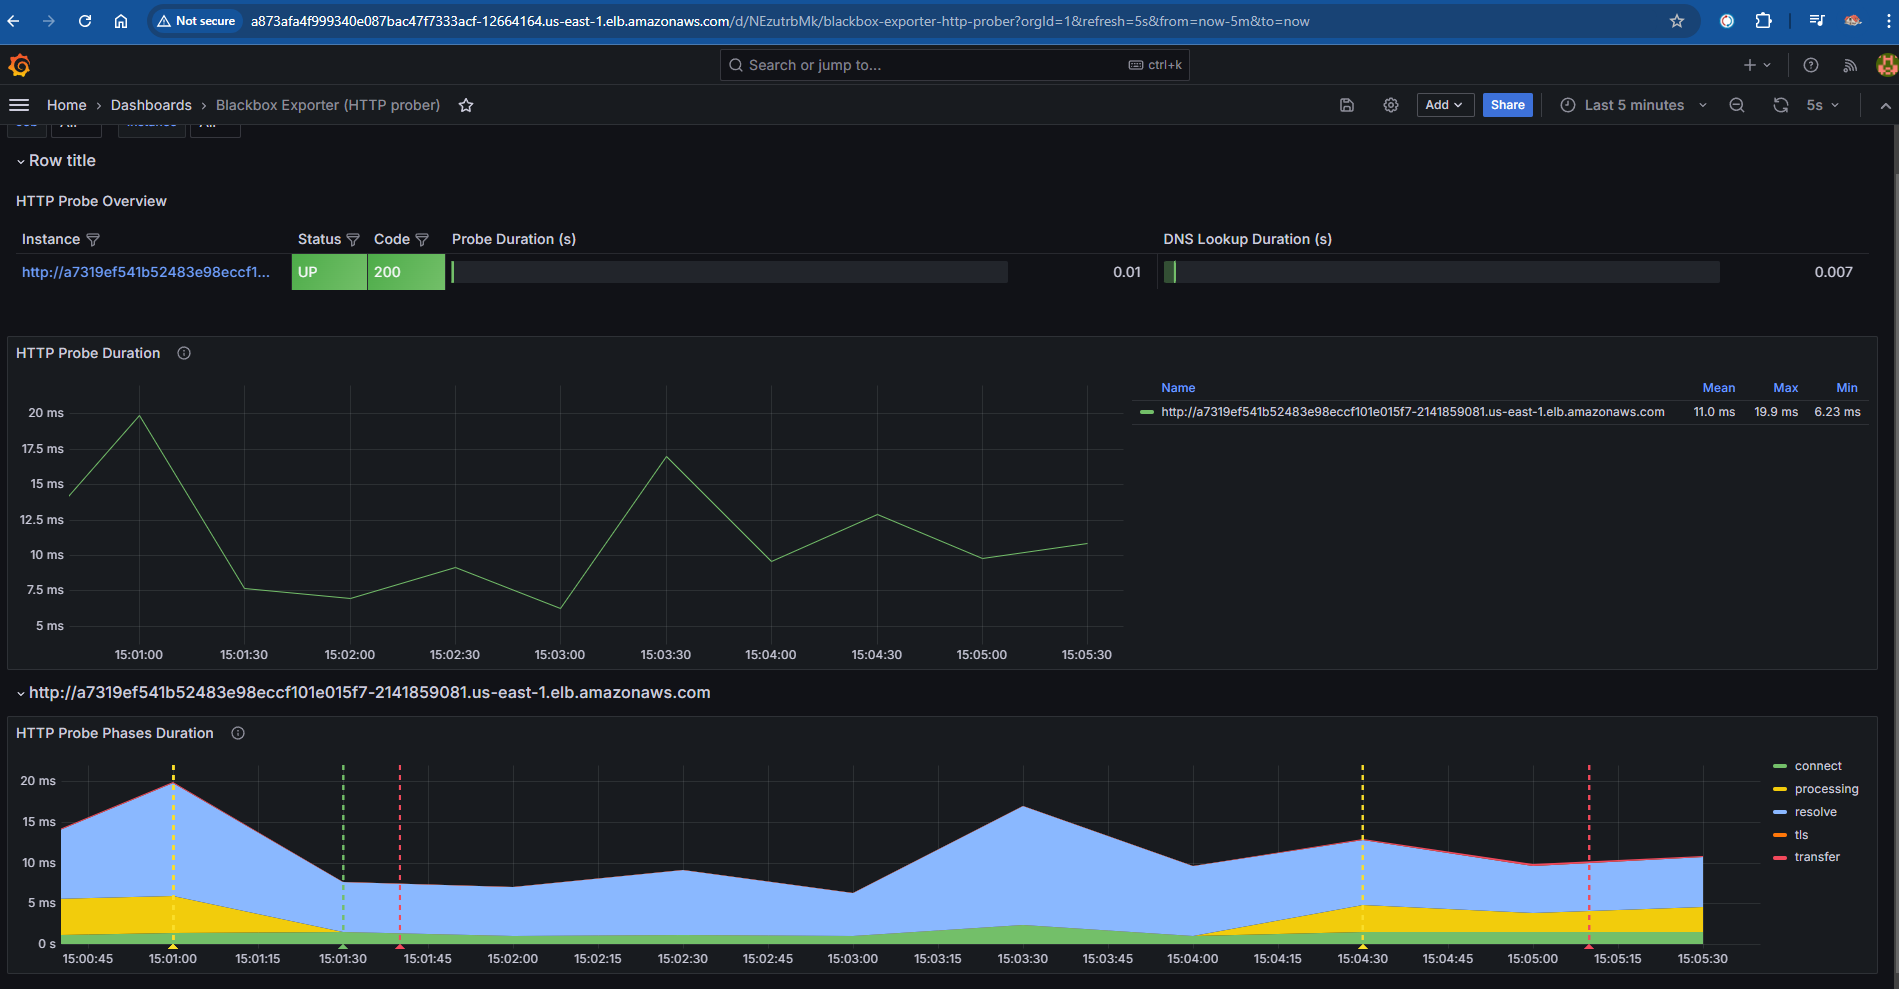 Not secure a873afa4f999340e087bac47f7333acf-12664164.us-east-1.elb.amazonaws.com/d/NEzutrbMk/blackbox-exporter-http-prober?orgId=1&refresh=5s&from=now-5m&to=now
Search or jump to... ctrl+k
Home › Dashboards › Blackbox Exporter (HTTP prober) Add Share Last 5 minutes 5s
Row title
HTTP Probe Overview
Instance Status Code Probe Duration (s) DNS Lookup Duration (s)
http://a7319ef541b52483e98eccf1... UP 200 0.01 0.007
HTTP Probe Duration
Name Mean Max Min
http://a7319ef541b52483e98eccf101e015f7-2141859081.us-east-1.elb.amazonaws.com 11.0 ms 19.9 ms 6.23 ms
20 ms
17.5 ms
15 ms
12.5 ms
10 ms
7.5 ms
5 ms
15:01:00 15:01:30 15:02:00 15:02:30 15:03:00 15:03:30 15:04:00 15:04:30 15:05:00 15:05:30
http://a7319ef541b52483e98eccf101e015f7-2141859081.us-east-1.elb.amazonaws.com
HTTP Probe Phases Duration
20 ms
15 ms
10 ms
5 ms
0 s
15:00:45 15:01:00 15:01:15 15:01:30 15:01:45 15:02:00 15:02:15 15:02:30 15:02:45 15:03:00 15:03:15 15:03:30 15:03:45 15:04:00 15:04:15 15:04:30 15:04:45 15:05:00 15:05:15 15:05:30
connect
processing
resolve
tls
transfer